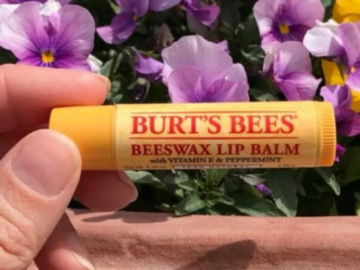 BURT'S BEES®
BEESWAX LIP BALM
with VITAMIN E & PEPPERMINT